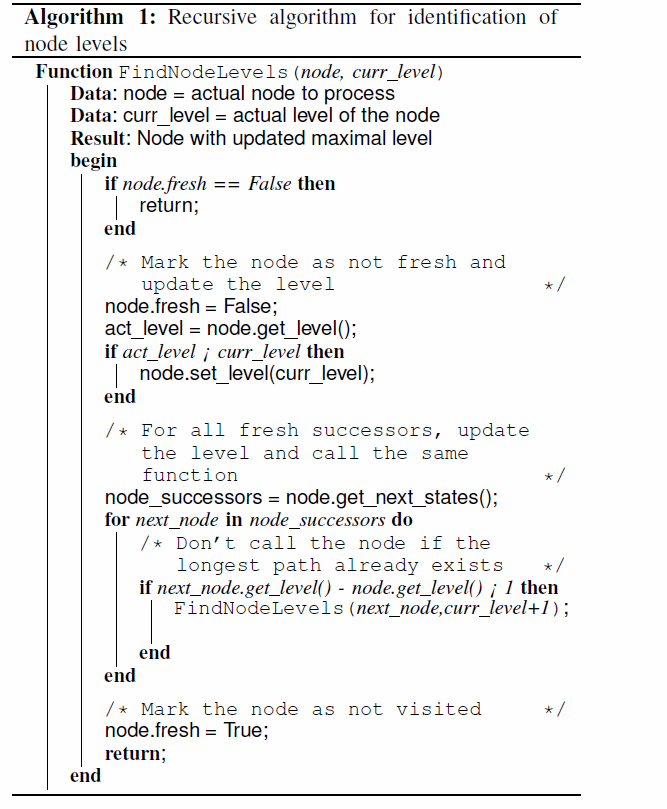 Algorithm 1: Recursive algorithm for identification of
node levels
Function FindNodeLevels(node, curr_level)
Data: node = actual node to process
Data: curr_level = actual level of the node
Result: Node with updated maximal level
begin
if node.fresh == False then
return;
end
/* Mark the node as not fresh and
update the level */
node.fresh = False;
act_level = node.get_level();
if act_level ¡ curr_level then
node.set_level(curr_level);
end
/* For all fresh successors, update
the level and call the same
function */
node_successors = node.get_next_states();
for next_node in node_successors do
/* Don't call the node if the
longest path already exists */
if next_node.get_level() - node.get_level() ¡ 1 then
FindNodeLevels(next_node,curr_level+1);
end
end
/* Mark the node as not visited */
node.fresh = True;
return;
end